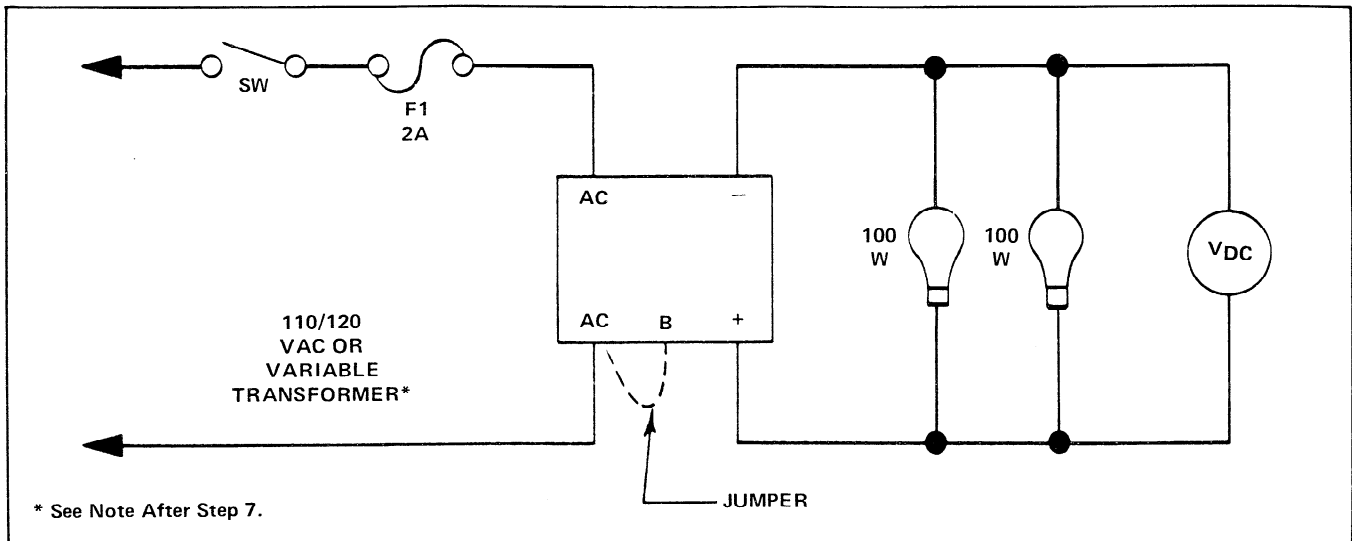 SW
F1
2A
AC
—
AC
B
+
100
W
100
W
VDC
110/120
VAC OR
VARIABLE
TRANSFORMER*
JUMPER
* See Note After Step 7.